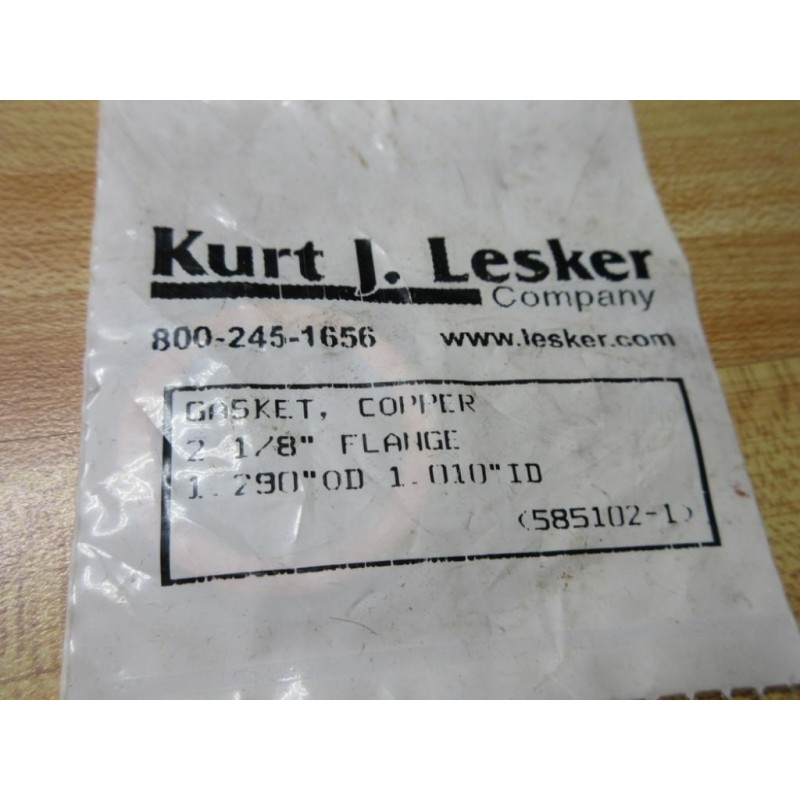 Kurt J. Lesker
Company
800-245-1656 www.lesker.com
GASKET, COPPER
2 1/8" FLANGE
1.290"OD 1.010"ID
(585102-1)